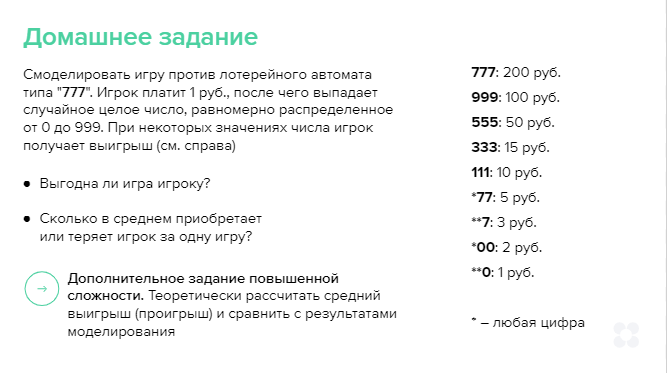 Домашнее задание
Смоделировать игру против лотерейного автомата
типа "777". Игрок платит 1 руб., после чего выпадает
случайное целое число, равномерно распределенное
от 0 до 999. При некоторых значениях числа игрок
получает выигрыш (см. справа)
● Выгодна ли игра игроку?
● Сколько в среднем приобретает
или теряет игрок за одну игру?
→ Дополнительное задание повышенной
сложности. Теоретически рассчитать средний
выигрыш (проигрыш) и сравнить с результатами
моделирования
777: 200 руб.
999: 100 руб.
555: 50 руб.
333: 15 руб.
111: 10 руб.
*77: 5 руб.
**7: 3 руб.
*00: 2 руб.
**0: 1 руб.
* – любая цифра